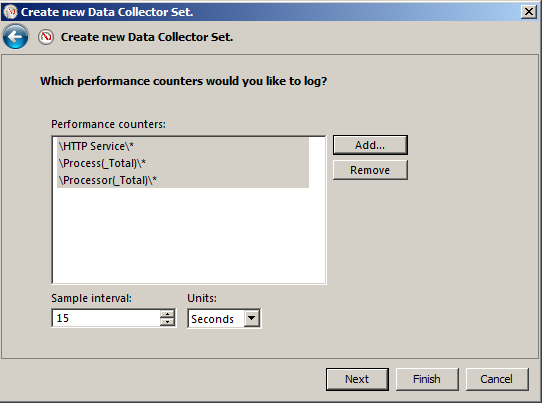 Create new Data Collector Set.
Create new Data Collector Set.
Which performance counters would you like to log?
Performance counters:
\HTTP Service\*
\Process(_Total)\*
\Processor(_Total)\*
Add...
Remove
Sample interval:
Units:
15
Seconds
Next
Finish
Cancel